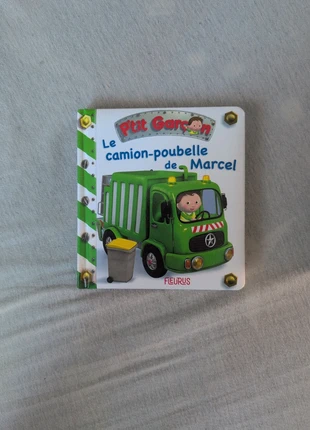 P'tit Garçon
Le
camion-poubelle
de Marcel
FLEURUS